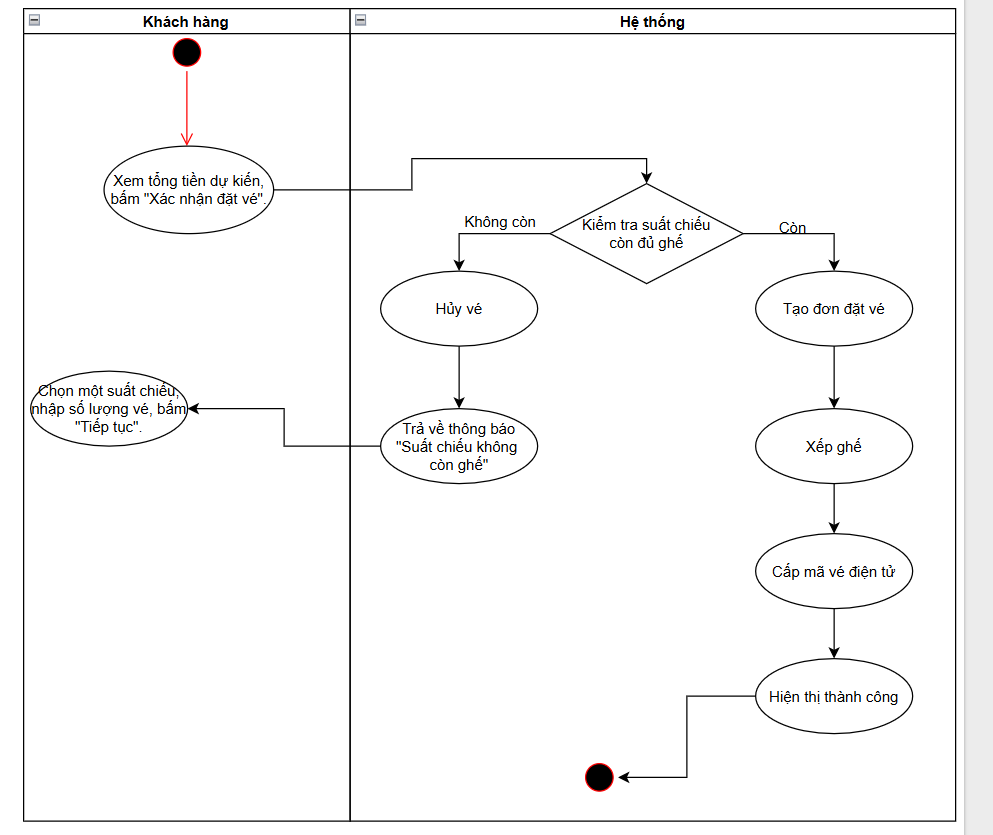 Khách hàng
Hệ thống
Xem tổng tiền dự kiến,
bấm "Xác nhận đặt vé".
Kiểm tra suất chiếu
còn đủ ghế
Không còn
Còn
Hủy vé
Tạo đơn đặt vé
Chọn một suất chiếu,
nhập số lượng vé, bấm
"Tiếp tục".
Trả về thông báo
"Suất chiếu không
còn ghế"
Xếp ghế
Cấp mã vé điện tử
Hiện thị thành công